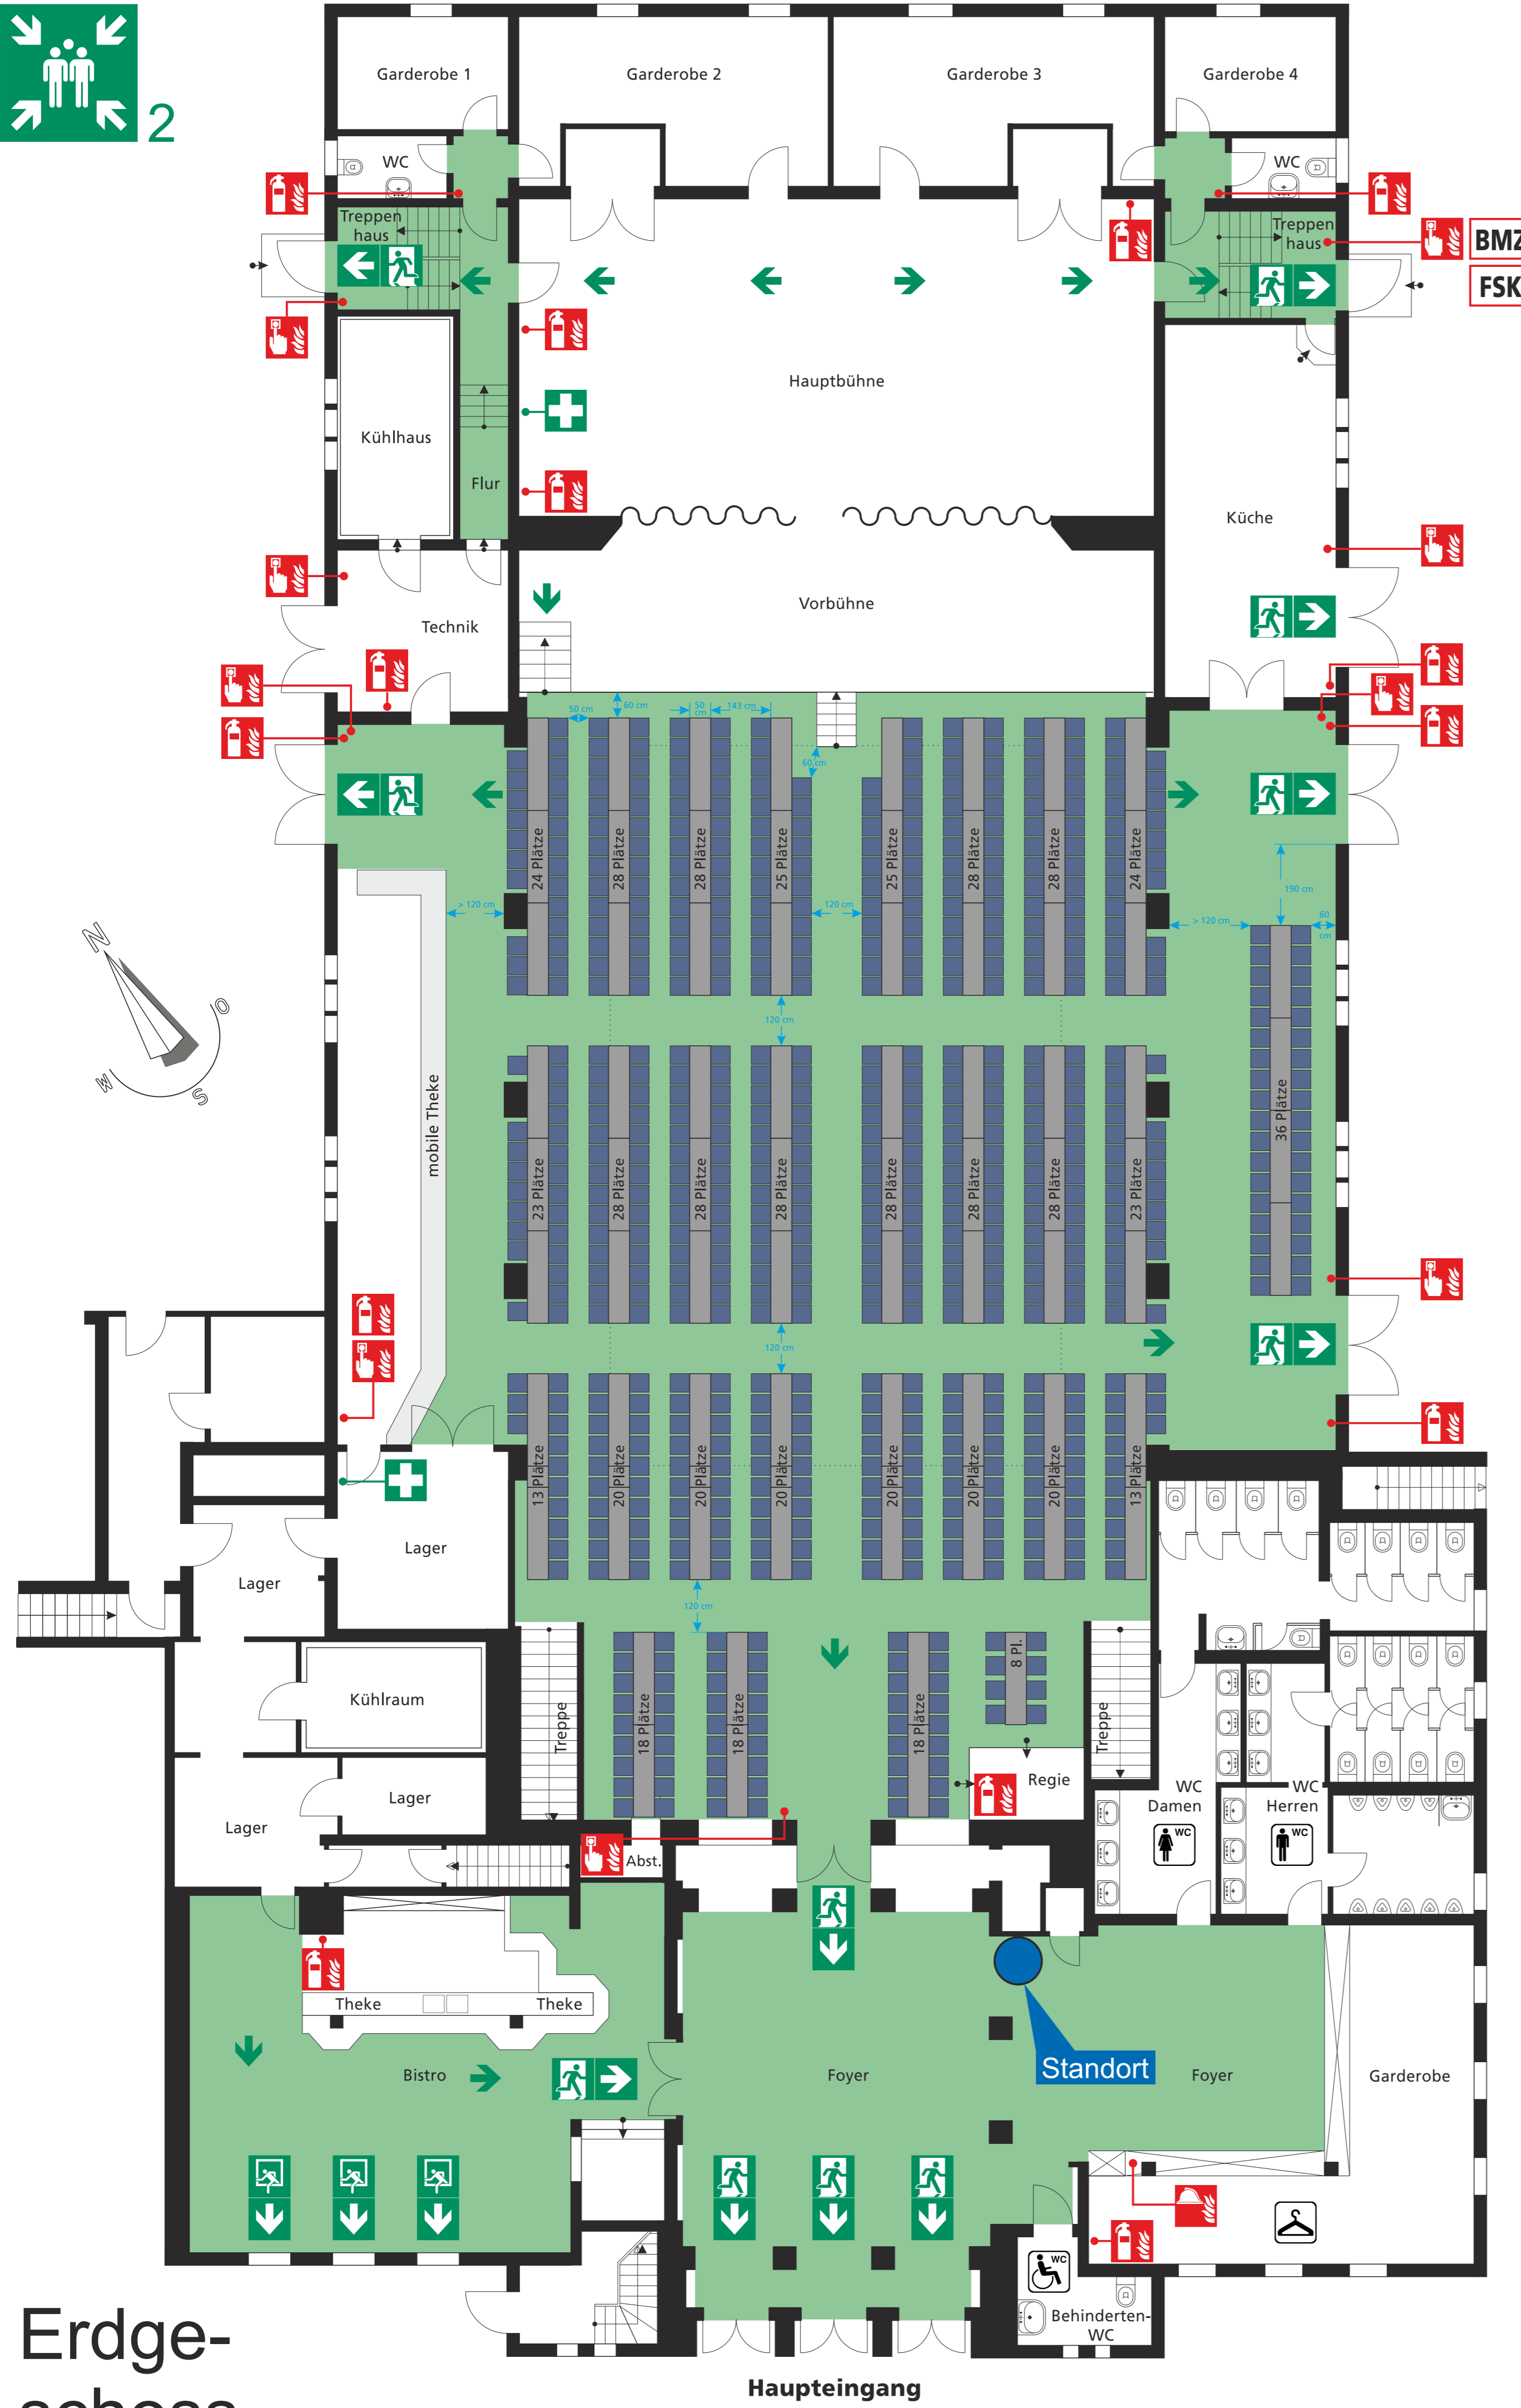 2
Garderobe 1
Garderobe 2
Garderobe 3
Garderobe 4
WC
WC
Treppen
haus
Treppen
haus
BMZ
FSK
Hauptbühne
Kühlhaus
Flur
Küche
Vorbühne
Technik
50 cm
60 cm
50
cm
143 cm
60 cm
24 Plätze
28 Plätze
28 Plätze
25 Plätze
25 Plätze
28 Plätze
28 Plätze
24 Plätze
> 120 cm
120 cm
> 120 cm
190 cm
60
cm
N
O
W
S
120 cm
mobile Theke
23 Plätze
28 Plätze
28 Plätze
28 Plätze
28 Plätze
28 Plätze
28 Plätze
23 Plätze
36 Plätze
120 cm
13 Plätze
20 Plätze
20 Plätze
20 Plätze
20 Plätze
20 Plätze
20 Plätze
13 Plätze
Lager
Lager
120 cm
Kühlraum
Treppe
18 Plätze
18 Plätze
18 Plätze
8 Pl.
Treppe
Regie
Lager
Lager
WC
Damen
WC
WC
Herren
WC
Abst.
Theke
Theke
Bistro
Foyer
Standort
Foyer
Garderobe
WC
Behinderten-
WC
Erdge-
schoss
Haupteingang